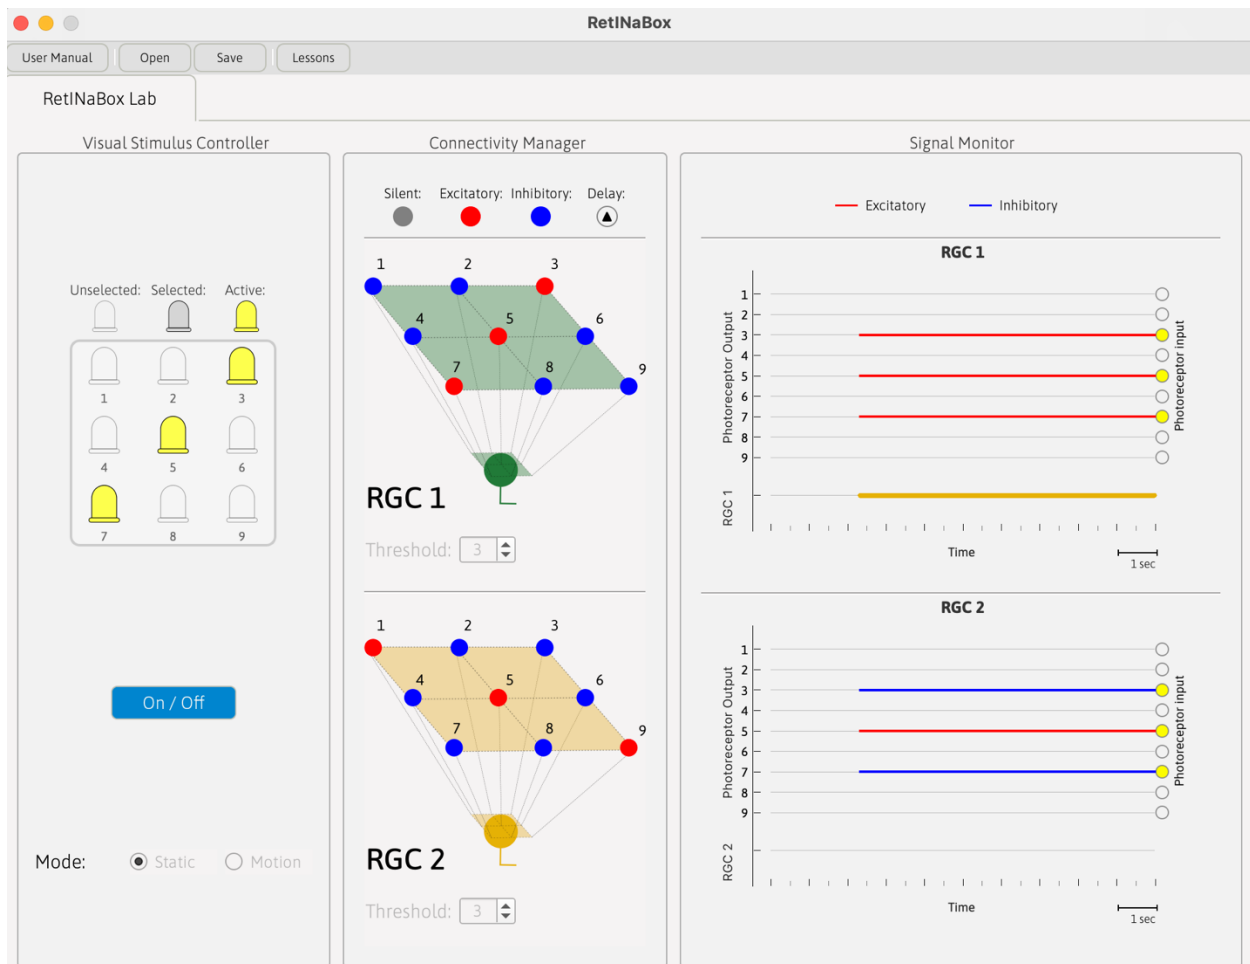 RetINaBox
User Manual Open Save Lessons
RetINaBox Lab
Visual Stimulus Controller
Unselected: Selected: Active:
1 2 3
4 5 6
7 8 9
On / Off
Mode: Static Motion
Connectivity Manager
Silent: Excitatory: Inhibitory: Delay:
1 2 3
4 5 6
7 8 9
RGC 1
Threshold: 3
1 2 3
4 5 6
7 8 9
RGC 2
Threshold: 3
Signal Monitor
Excitatory Inhibitory
RGC 1
Photoreceptor Output
1
2
3
4
5
6
7
8
9
Photoreceptor input
RGC 1
Time
1 sec
RGC 2
Photoreceptor Output
1
2
3
4
5
6
7
8
9
Photoreceptor input
RGC 2
Time
1 sec